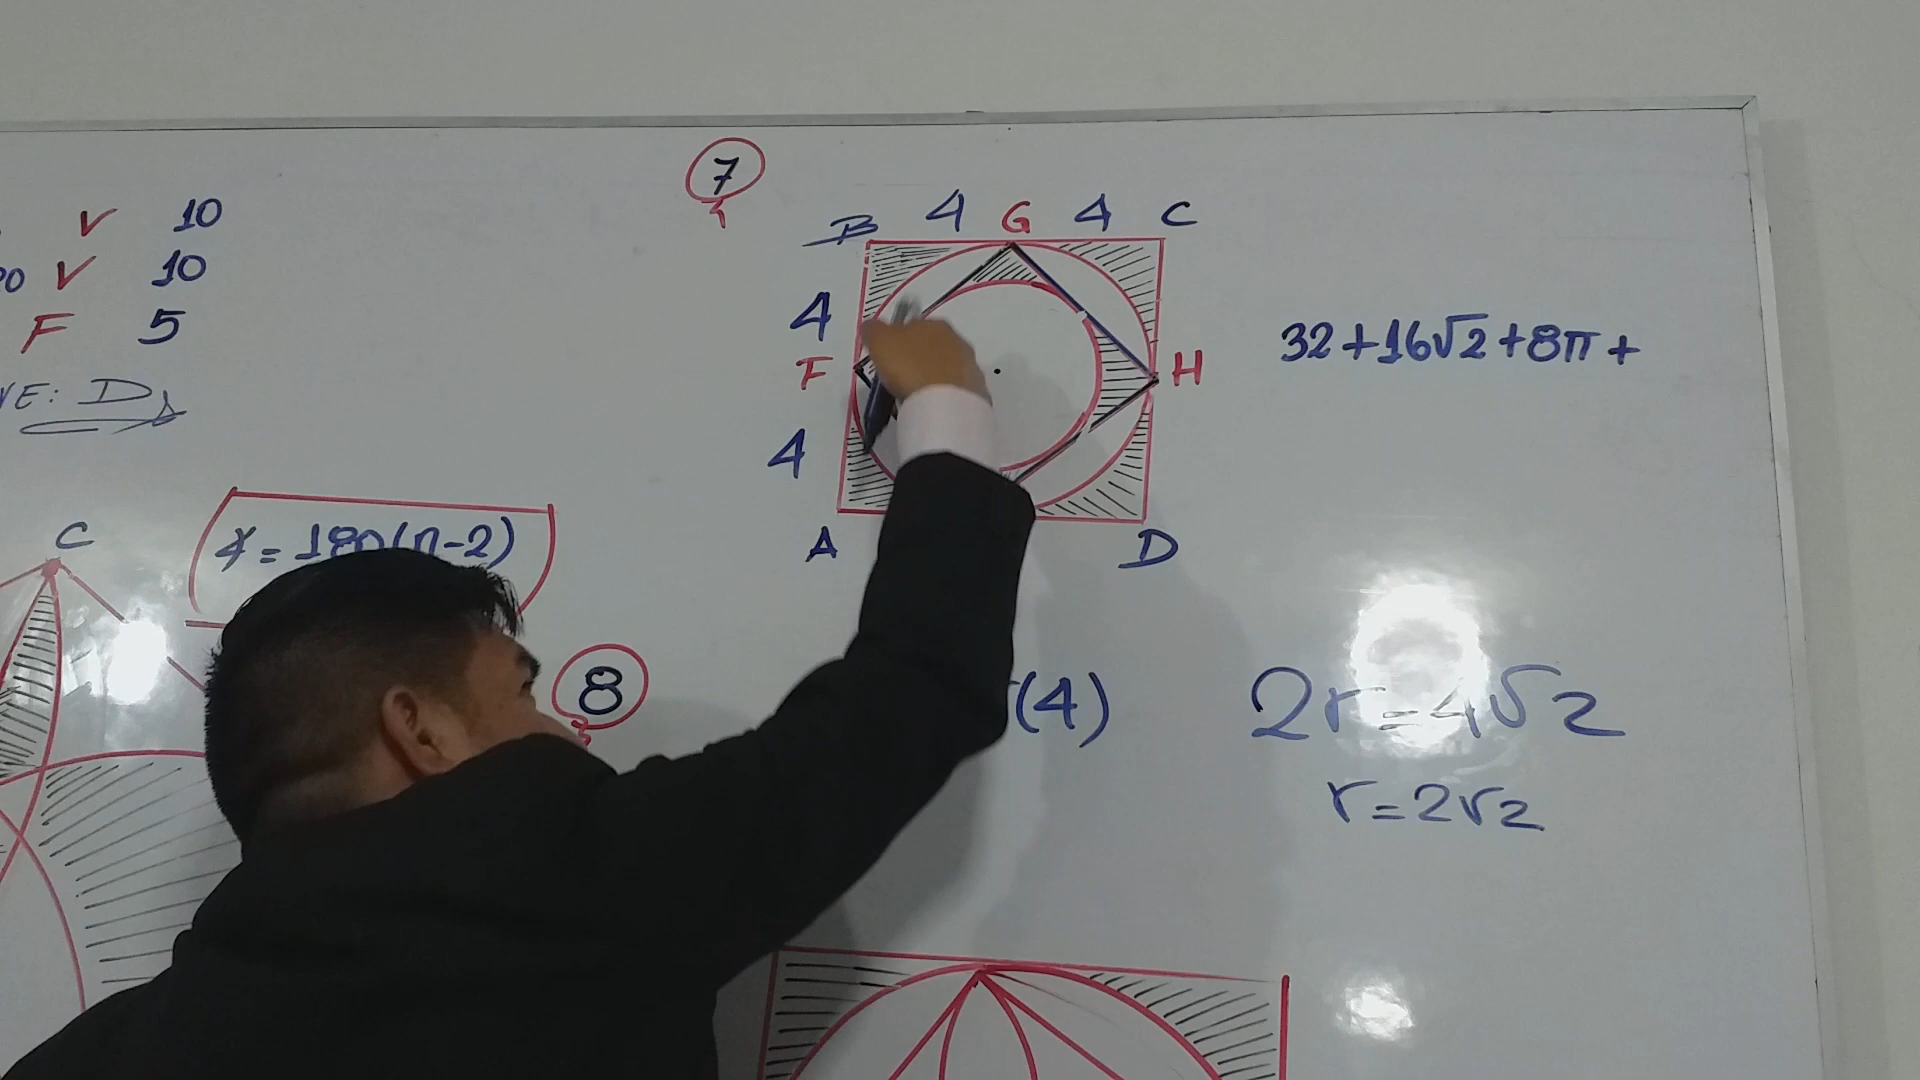 V 10
V 10
F 5
VE: D
C
∡ = 180(n-2)
7
B 4 G 4 C
4
F H
4
A D
32+16√2+8π+
8
(4)
2r=4√2
r=2√2